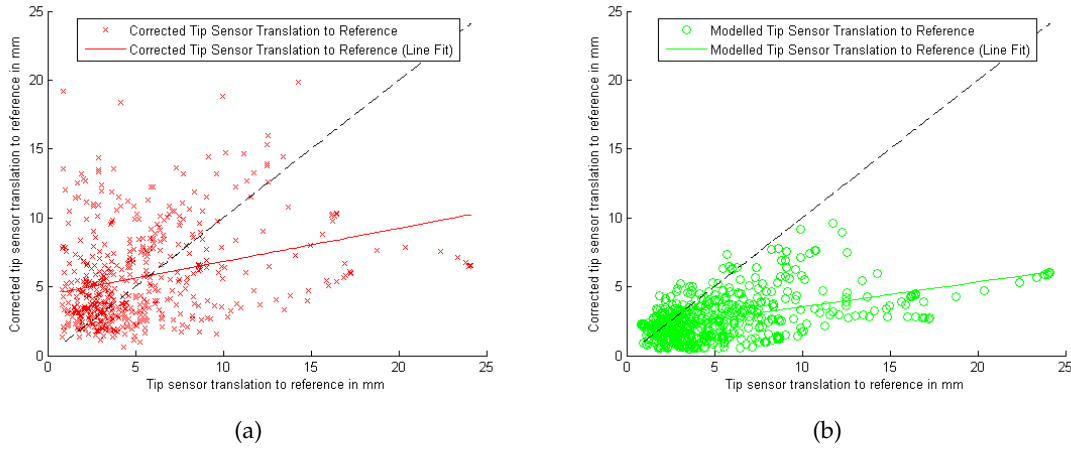 Corrected Tip Sensor Translation to Reference
Corrected Tip Sensor Translation to Reference (Line Fit)
25
20
15
10
5
0
0
5
10
15
20
25
Corrected tip sensor translation to reference in mm
Tip sensor translation to reference in mm
(a)
Modelled Tip Sensor Translation to Reference
Modelled Tip Sensor Translation to Reference (Line Fit)
25
20
15
10
5
0
0
5
10
15
20
25
Corrected tip sensor translation to reference in mm
Tip sensor translation to reference in mm
(b)